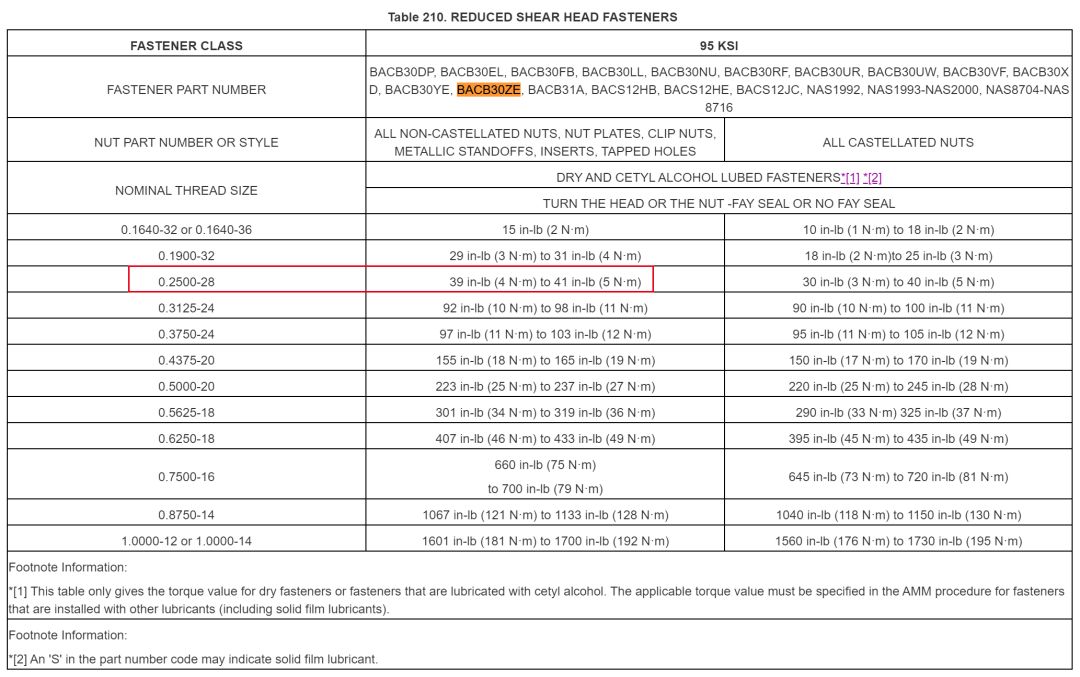 Table 210. REDUCED SHEAR HEAD FASTENERS
FASTENER CLASS
95 KSI
FASTENER PART NUMBER
BACB30DP, BACB30EL, BACB30FB, BACB30LL, BACB30NU, BACB30RF, BACB30UR, BACB30UW, BACB30VF, BACB30X
D, BACB30YE, BACB30ZE, BACB31A, BACS12HB, BACS12HE, BACS12JC, NAS1992, NAS1993-NAS2000, NAS8704-NAS
8716
NUT PART NUMBER OR STYLE
ALL NON-CASTELLATED NUTS, NUT PLATES, CLIP NUTS,
METALLIC STANDOFFS, INSERTS, TAPPED HOLES
ALL CASTELLATED NUTS
NOMINAL THREAD SIZE
DRY AND CETYL ALCOHOL LUBED FASTENERS*[1] *[2]
TURN THE HEAD OR THE NUT -FAY SEAL OR NO FAY SEAL
0.1640-32 or 0.1640-36
15 in-lb (2 N·m)
10 in-lb (1 N·m) to 18 in-lb (2 N·m)
0.1900-32
29 in-lb (3 N·m) to 31 in-lb (4 N·m)
18 in-lb (2 N·m)to 25 in-lb (3 N·m)
0.2500-28
39 in-lb (4 N·m) to 41 in-lb (5 N·m)
30 in-lb (3 N·m) to 40 in-lb (5 N·m)
0.3125-24
92 in-lb (10 N·m) to 98 in-lb (11 N·m)
90 in-lb (10 N·m) to 100 in-lb (11 N·m)
0.3750-24
97 in-lb (11 N·m) to 103 in-lb (12 N·m)
95 in-lb (11 N·m) to 105 in-lb (12 N·m)
0.4375-20
155 in-lb (18 N·m) to 165 in-lb (19 N·m)
150 in-lb (17 N·m) to 170 in-lb (19 N·m)
0.5000-20
223 in-lb (25 N·m) to 237 in-lb (27 N·m)
220 in-lb (25 N·m) to 245 in-lb (28 N·m)
0.5625-18
301 in-lb (34 N·m) to 319 in-lb (36 N·m)
290 in-lb (33 N·m) 325 in-lb (37 N·m)
0.6250-18
407 in-lb (46 N·m) to 433 in-lb (49 N·m)
395 in-lb (45 N·m) to 435 in-lb (49 N·m)
0.7500-16
660 in-lb (75 N·m)
to 700 in-lb (79 N·m)
645 in-lb (73 N·m) to 720 in-lb (81 N·m)
0.8750-14
1067 in-lb (121 N·m) to 1133 in-lb (128 N·m)
1040 in-lb (118 N·m) to 1150 in-lb (130 N·m)
1.0000-12 or 1.0000-14
1601 in-lb (181 N·m) to 1700 in-lb (192 N·m)
1560 in-lb (176 N·m) to 1730 in-lb (195 N·m)
Footnote Information:
*[1] This table only gives the torque value for dry fasteners or fasteners that are lubricated with cetyl alcohol. The applicable torque value must be specified in the AMM procedure for fasteners
that are installed with other lubricants (including solid film lubricants).
Footnote Information:
*[2] An 'S' in the part number code may indicate solid film lubricant.